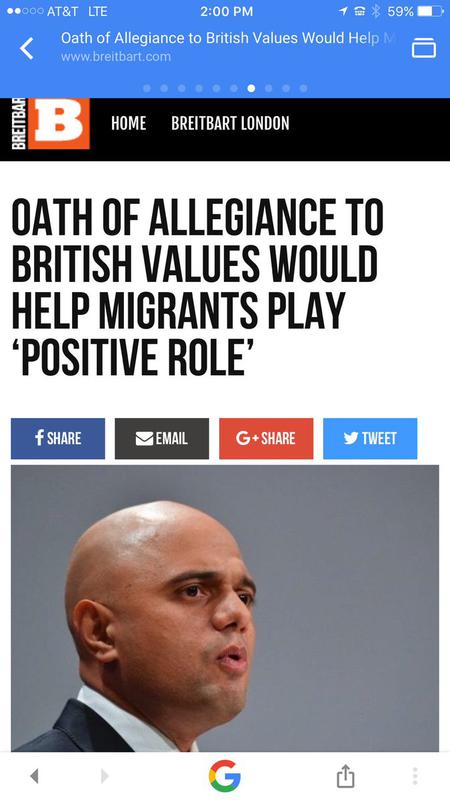 AT&T LTE 2:00 PM 59%
Oath of Allegiance to British Values Would Help M
www.breitbart.com
BREITBAR B HOME BREITBART LONDON
OATH OF ALLEGIANCE TO
BRITISH VALUES WOULD
HELP MIGRANTS PLAY
‘POSITIVE ROLE’
f SHARE EMAIL G+ SHARE TWEET
G